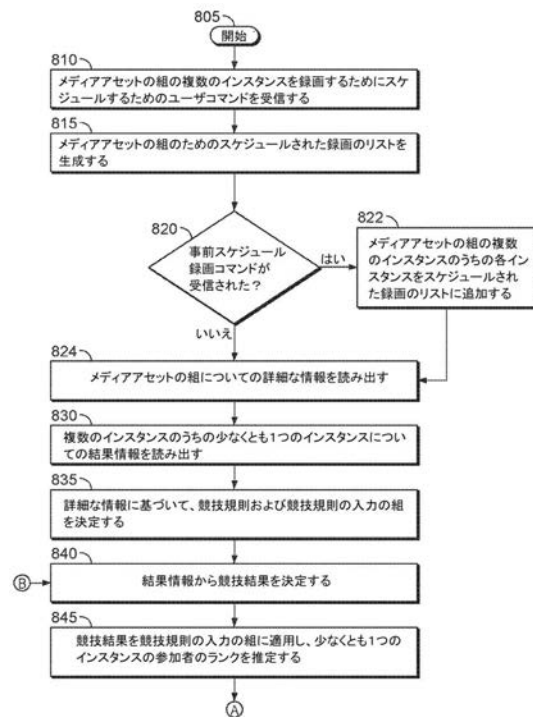 805
開始
810
メディアアセットの組の複数のインスタンスを録画するためにスケ
ジュールするためのユーザコマンドを受信する
815
メディアアセットの組のためのスケジュールされた録画のリストを
生成する
820
事前スケジュール
録画コマンドが
受信された？
はい
いいえ
822
メディアアセットの組の複数
のインスタンスのうちの各イン
スタンスをスケジュールされ
た録画のリストに追加する
824
メディアアセットの組についての詳細な情報を読み出す
830
複数のインスタンスのうちの少なくとも1つのインスタンスについ
ての結果情報を読み出す
835
詳細な情報に基づいて、競技規則および競技規則の入力の組
を決定する
840
B
結果情報から競技結果を決定する
845
競技結果を競技規則の入力の組に適用し、少なくとも1つの
インスタンスの参加者のランクを推定する
A